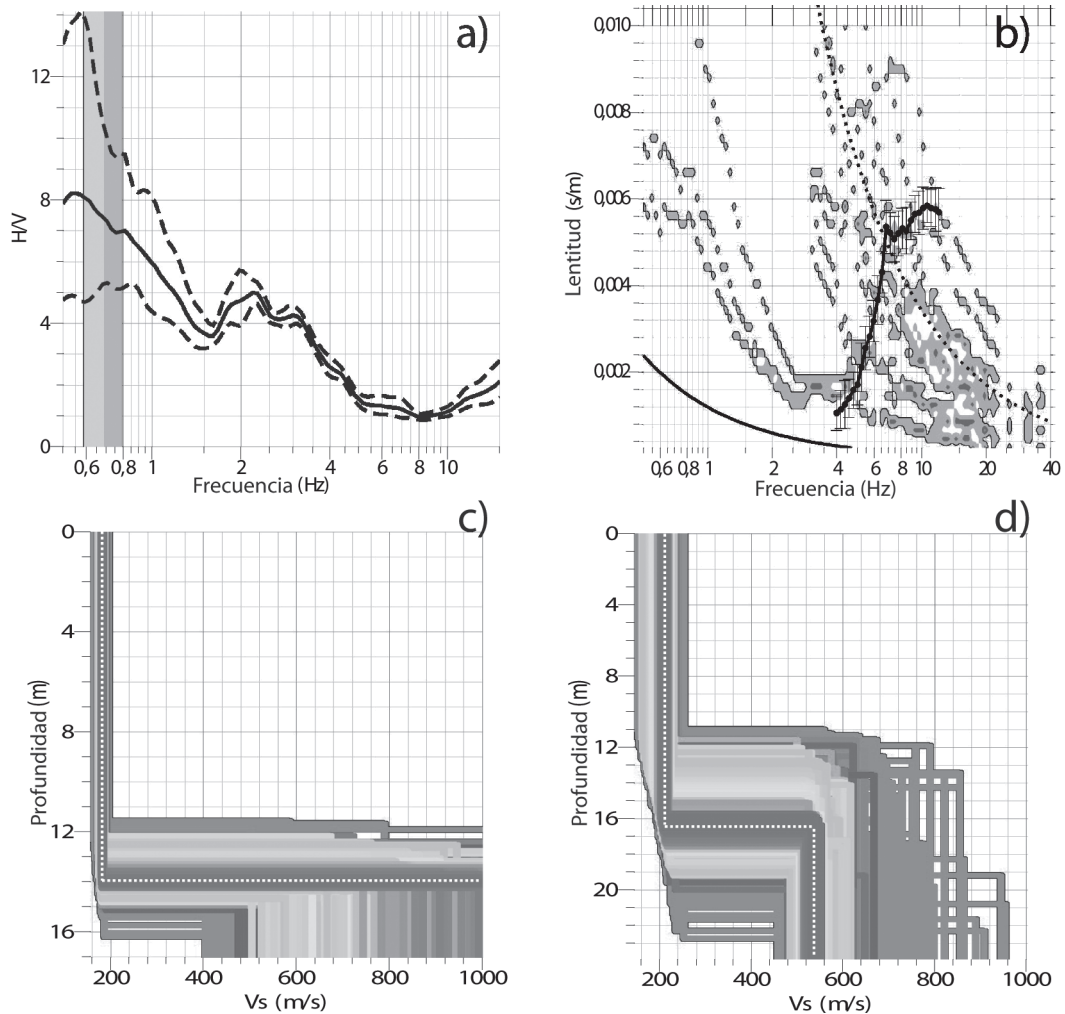 a)
12
8
4
0
H/V
0,6 0,8 1 2 4 6 8 10
Frecuencia (Hz)
b)
0,010
0,008
0,006
0,004
0,002
Lentitud (s/m)
0,6 0,8 1 2 4 6 8 10 20 40
Frecuencia (Hz)
c)
0
4
8
12
16
Profundidad (m)
200 400 600 800 1000
Vs (m/s)
d)
0
4
8
12
16
20
Profundidad (m)
200 400 600 800 1000
Vs (m/s)